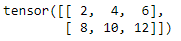 tensor([[ 2,  4,  6],
        [ 8, 10, 12]])